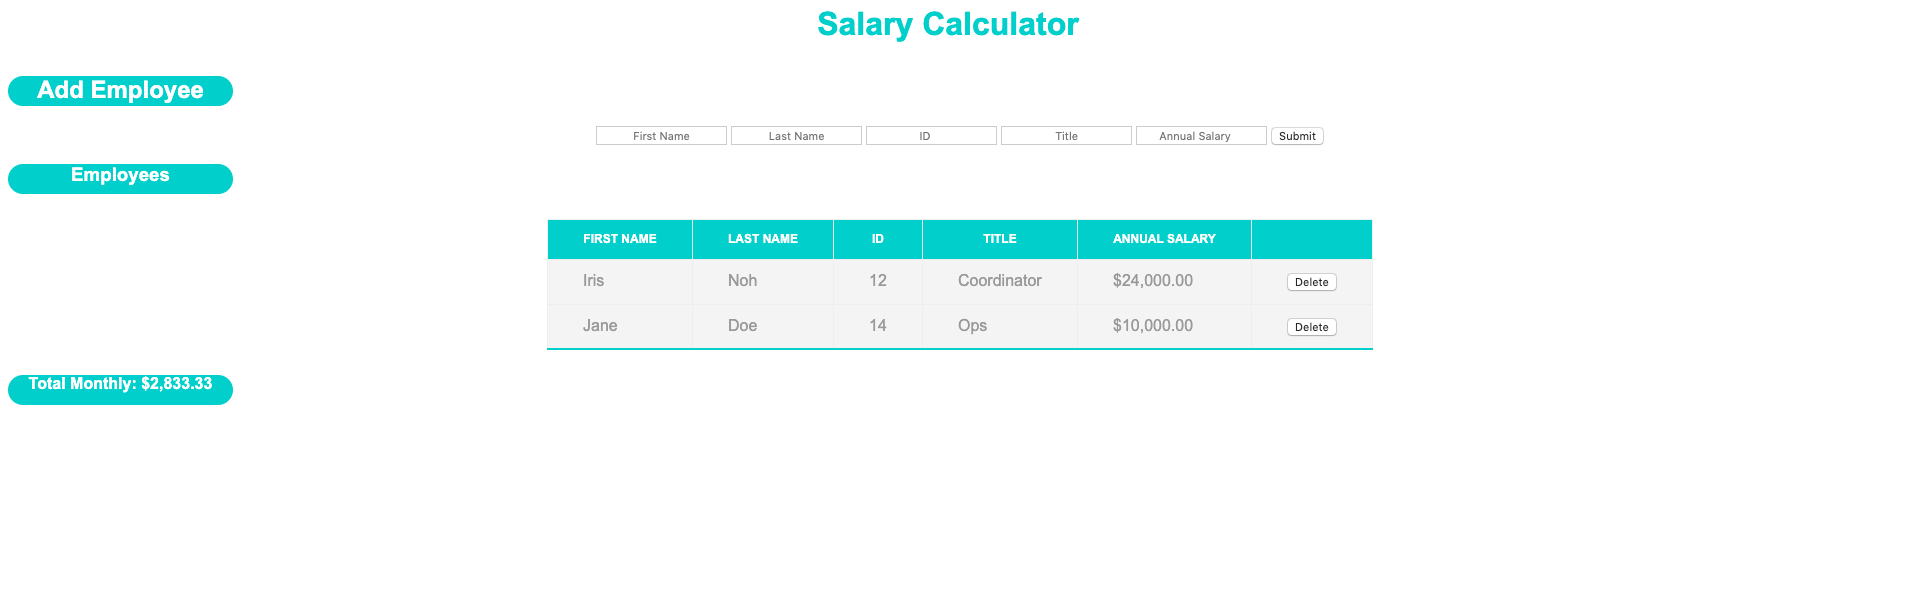 Salary Calculator
Add Employee
First Name Last Name ID Title Annual Salary Submit
Employees
FIRST NAME LAST NAME ID TITLE ANNUAL SALARY
Iris Noh 12 Coordinator $24,000.00 Delete
Jane Doe 14 Ops $10,000.00 Delete
Total Monthly: $2,833.33